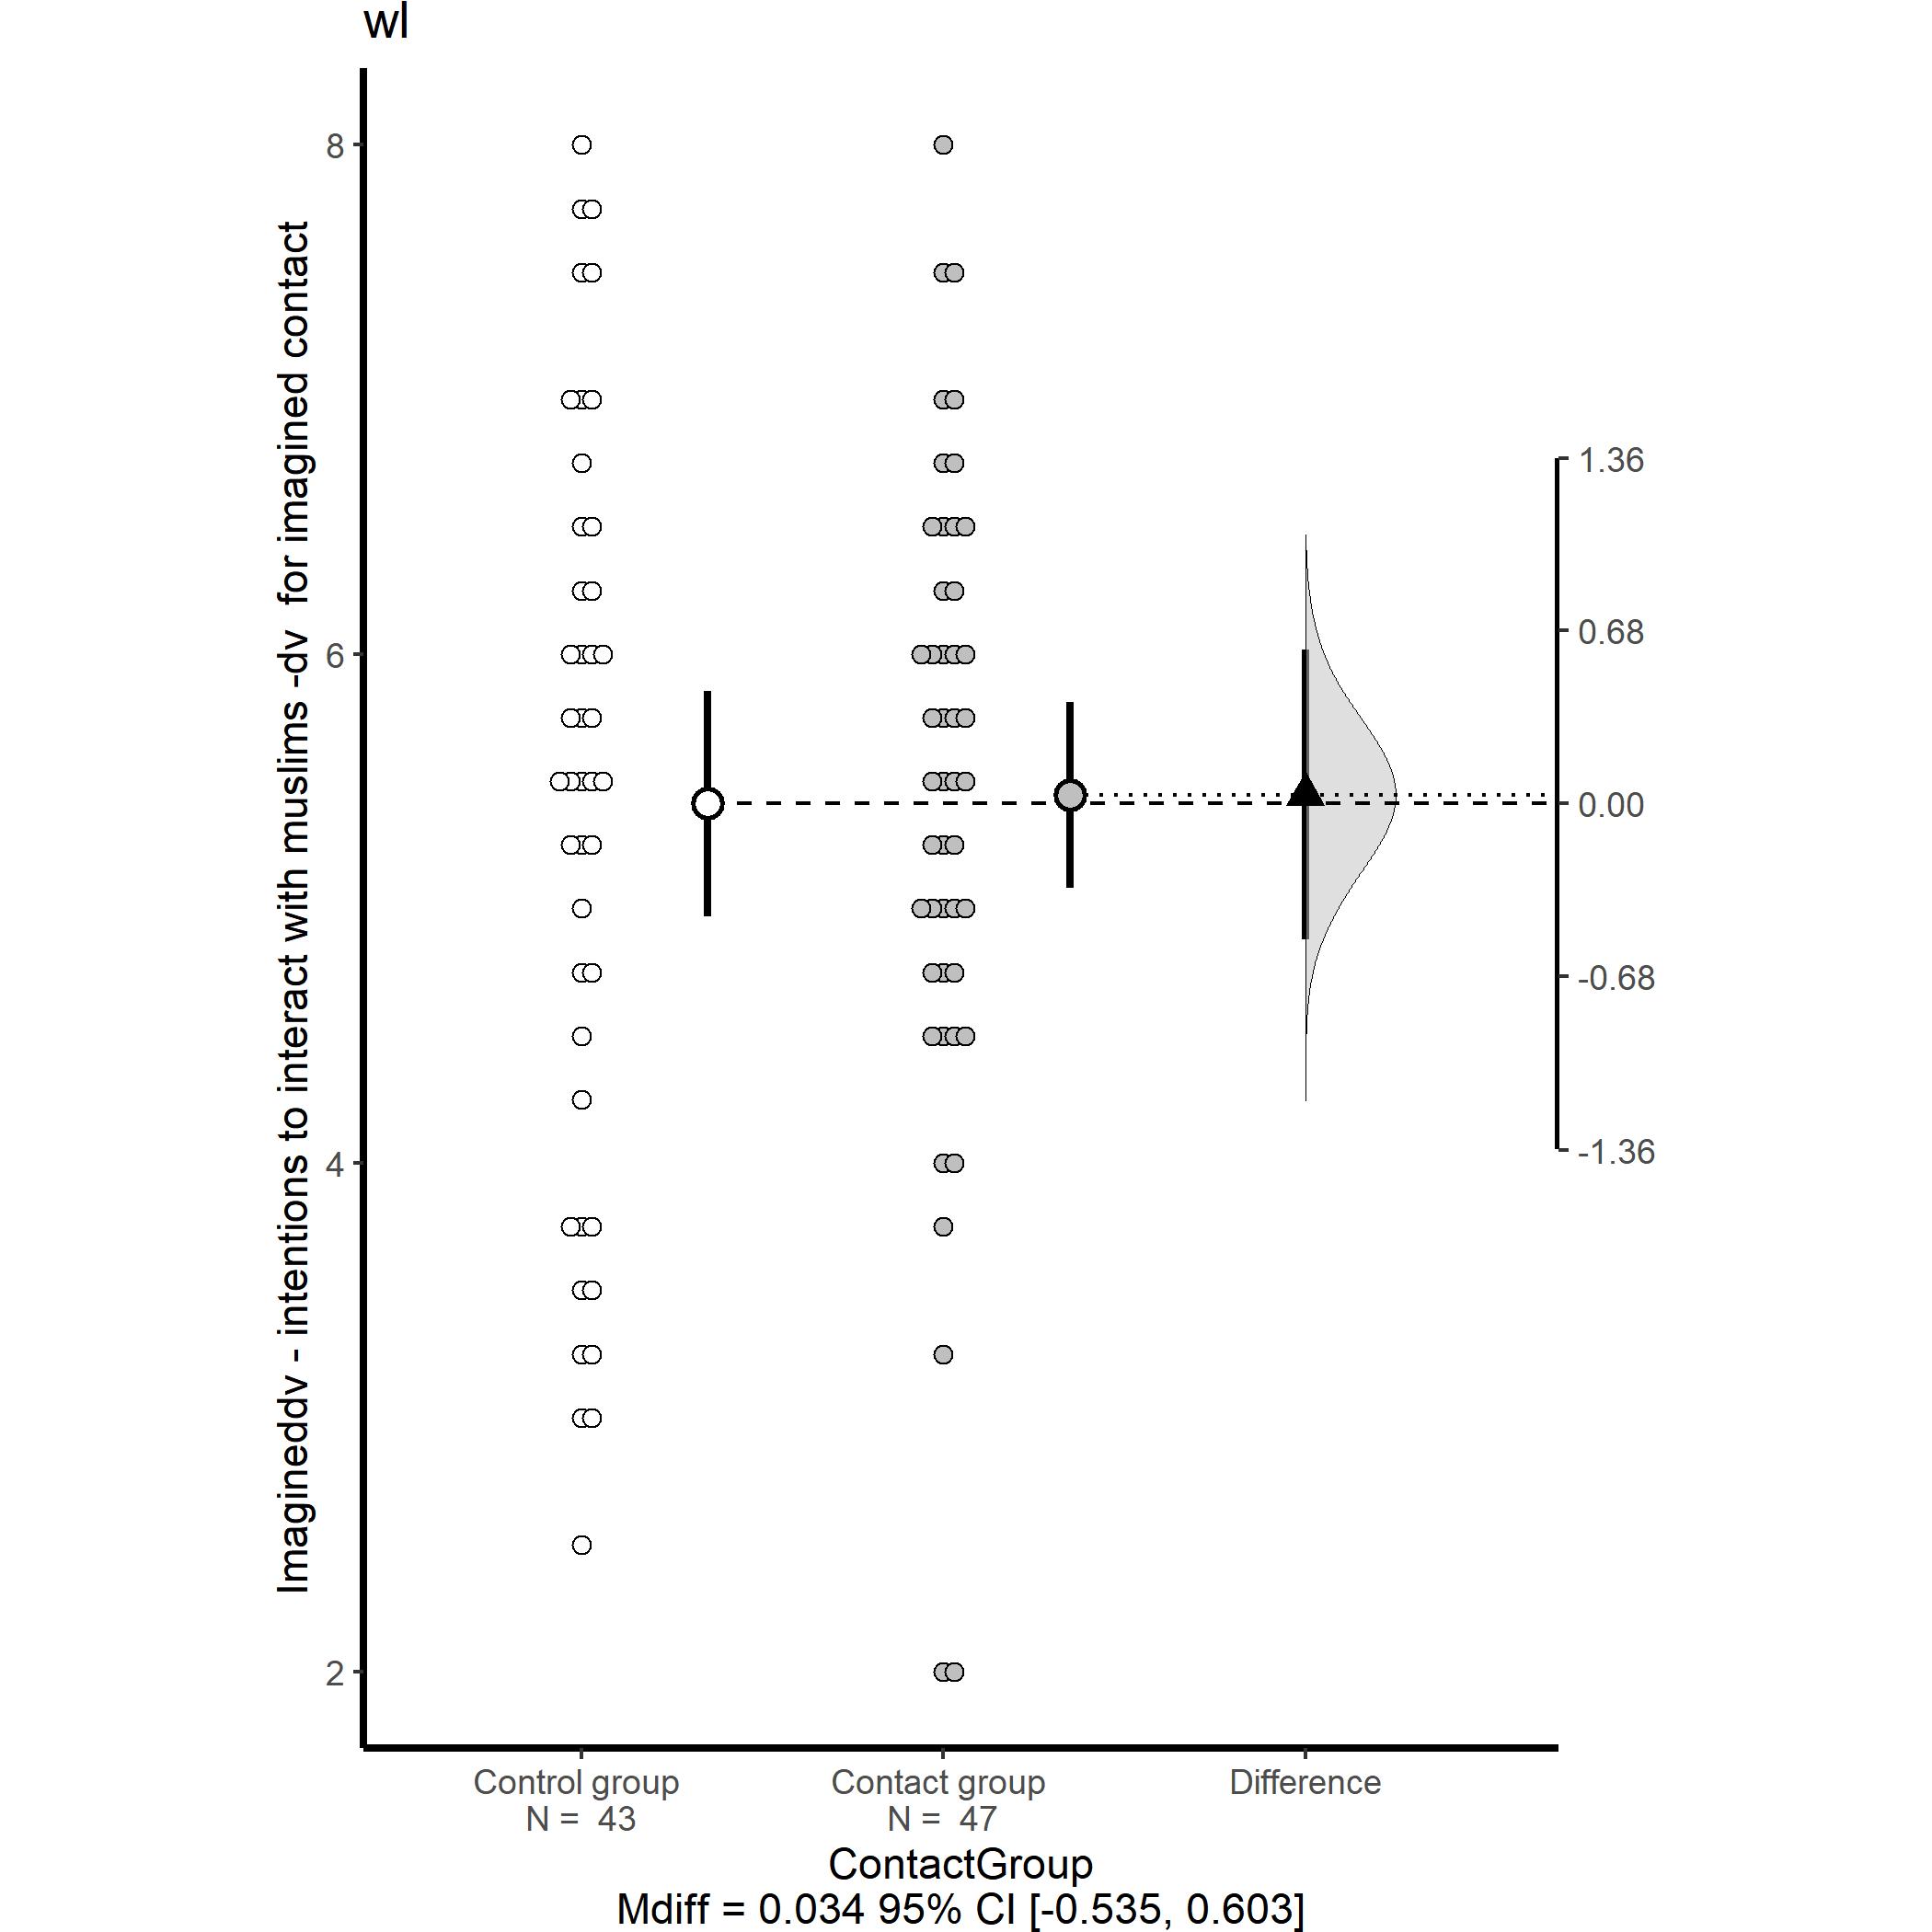 wl
Imagineddv - intentions to interact with muslims -dv  for imagined contact
8
6
4
2
1.36
0.68
0.00
-0.68
-1.36
Control group
N =  43
Contact group
N =  47
Difference
ContactGroup
Mdiff = 0.034 95% CI [-0.535, 0.603]